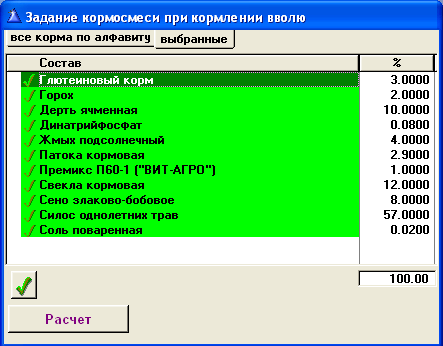 Задание кормосмеси при кормлении вволю
все корма по алфавиту выбранные
Состав %
Глютеиновый корм 3.0000
Горох 2.0000
Дерть ячменная 10.0000
Динатрийфосфат 0.0800
Жмых подсолнечный 4.0000
Патока кормовая 2.9000
Премикс П60-1 ("ВИТ-АГРО") 1.0000
Свекла кормовая 12.0000
Сено злаково-бобовое 8.0000
Силос однолетних трав 57.0000
Соль поваренная 0.0200
100.00
Расчет